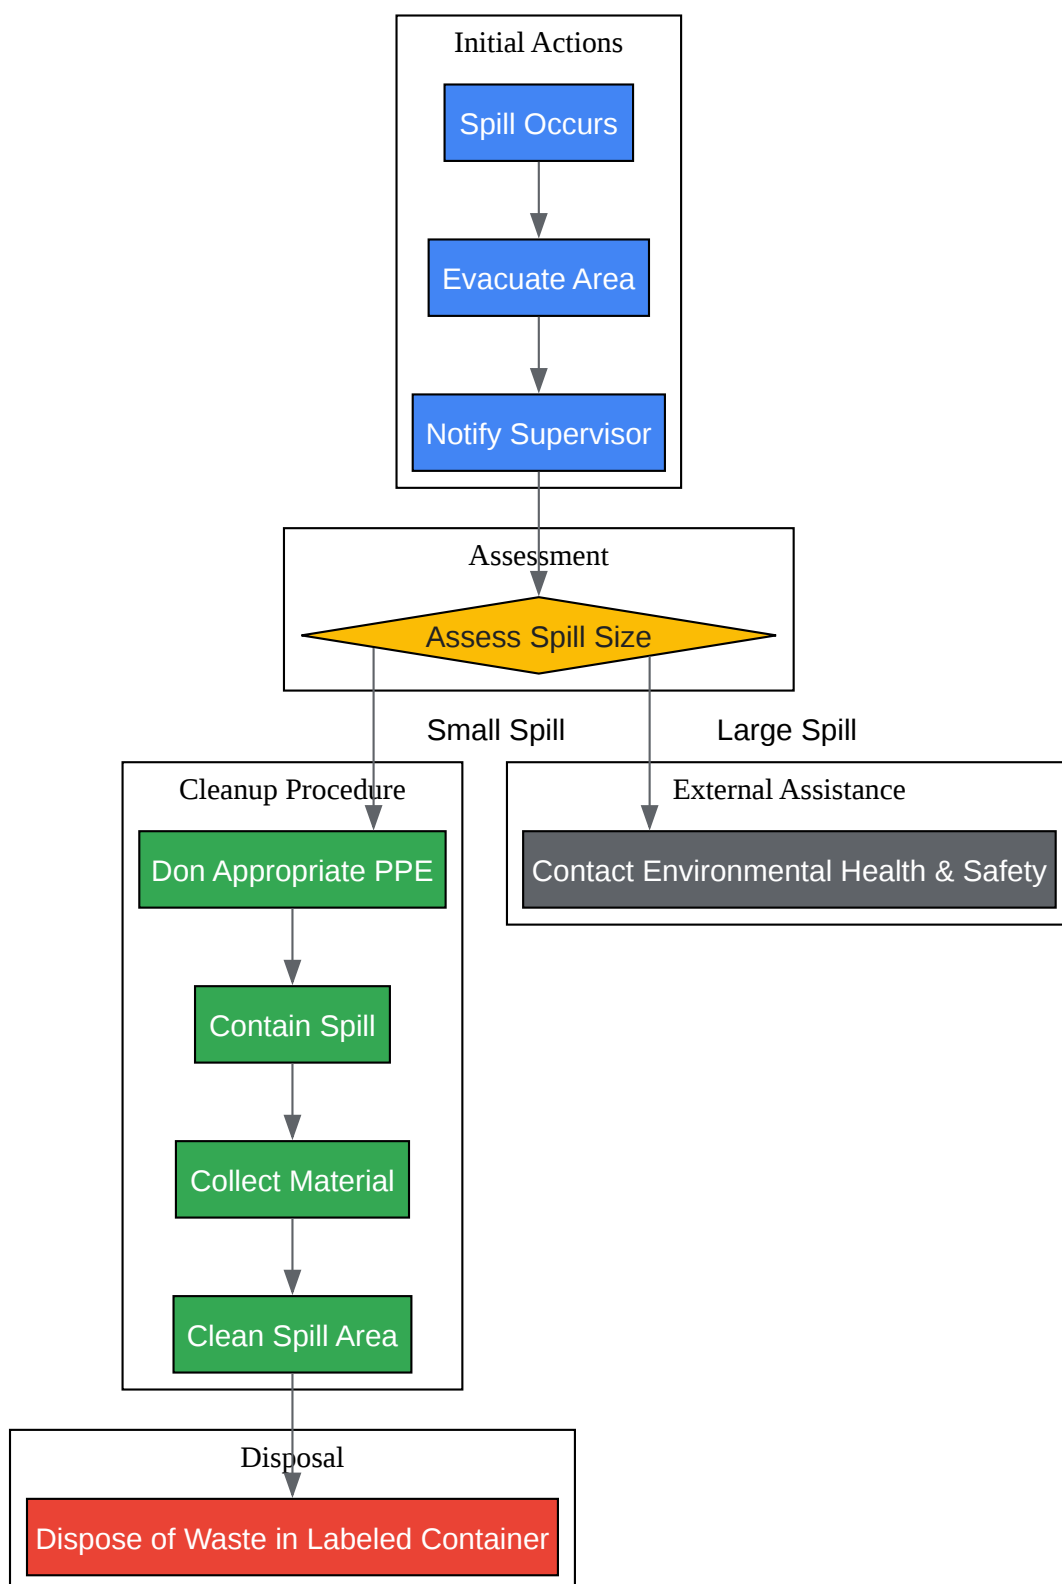 Initial Actions
Spill Occurs
Evacuate Area
Notify Supervisor
Assessment
Assess Spill Size
Small Spill
Large Spill
Cleanup Procedure
External Assistance
Don Appropriate PPE
Contact Environmental Health & Safety
Contain Spill
Collect Material
Clean Spill Area
Disposal
Dispose of Waste in Labeled Container